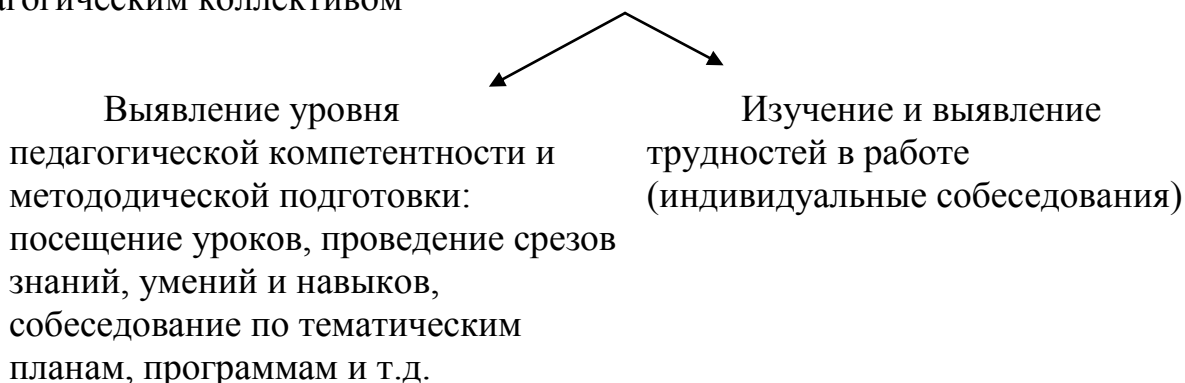 агогическим коллективом
Выявление уровня
педагогической компетентности и
метододической подготовки:
посещение уроков, проведение срезов
знаний, умений и навыков,
собеседование по тематическим
планам, программам и т.д.
Изучение и выявление
трудностей в работе
(индивидуальные собеседования)